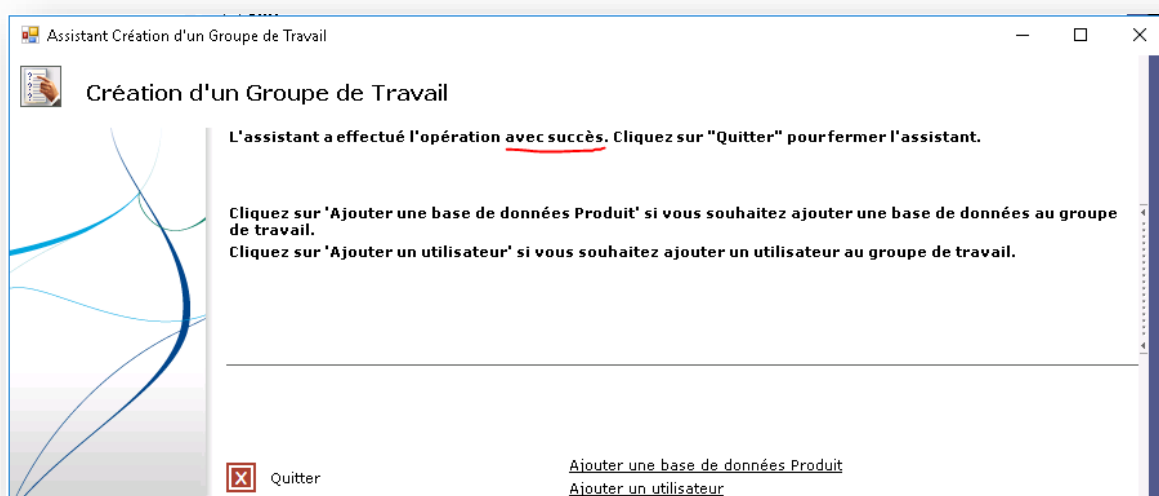 Assistant Création d'un Groupe de Travail
Création d'un Groupe de Travail
L'assistant a effectué l'opération avec succès. Cliquez sur "Quitter" pour fermer l'assistant.
Cliquez sur 'Ajouter une base de données Produit' si vous souhaitez ajouter une base de données au groupe
de travail.
Cliquez sur 'Ajouter un utilisateur' si vous souhaitez ajouter un utilisateur au groupe de travail.
Quitter
Ajouter une base de données Produit
Ajouter un utilisateur